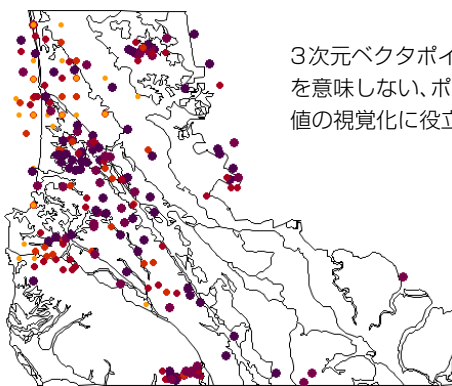 3次元ベクタポイ
を意味しない、ポ
値の視覚化に役立